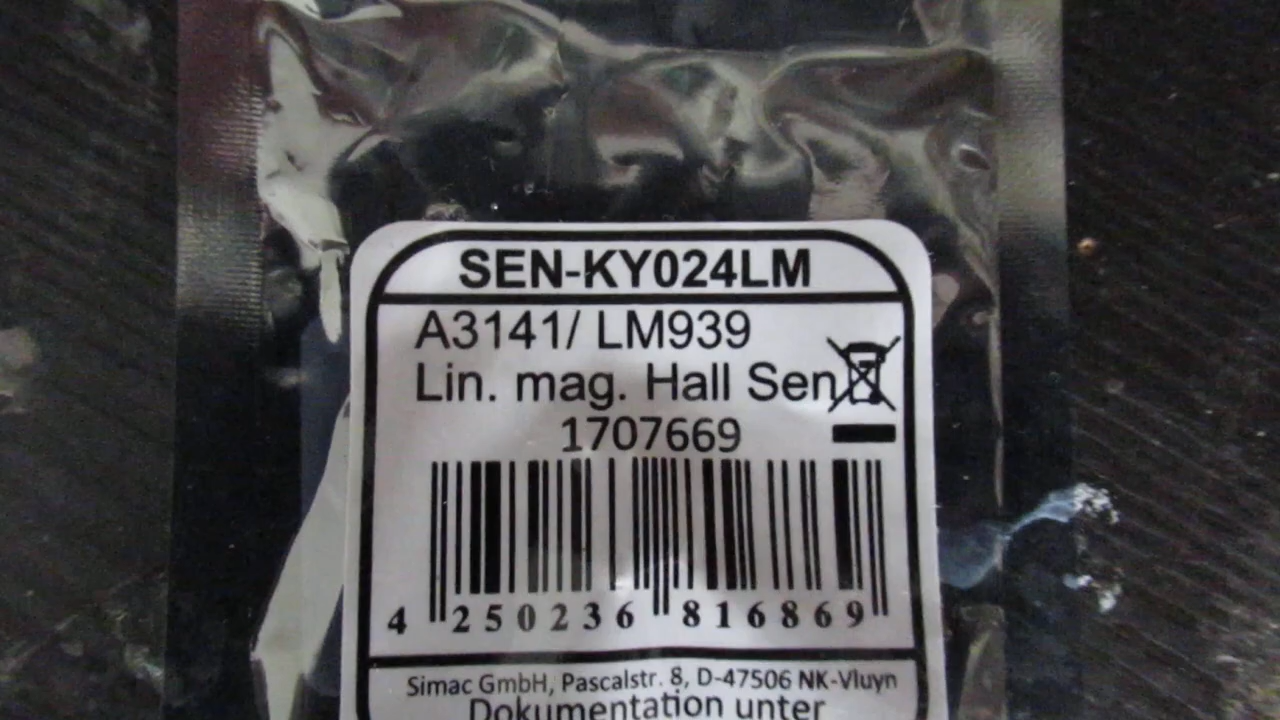 SEN-KY024LM
A3141/ LM939
Lin. mag. Hall Sen
1707669
4 250236 816869
Simac GmbH, Pascalstr. 8, D-47506 NK-Vluyn
Dokumentation unter